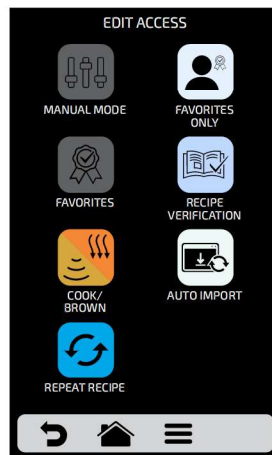 EDIT ACCESS
MANUAL MODE
FAVORITES
ONLY
FAVORITES
RECIPE
VERIFICATION
COOK/
BROWN
AUTO IMPORT
REPEAT RECIPE